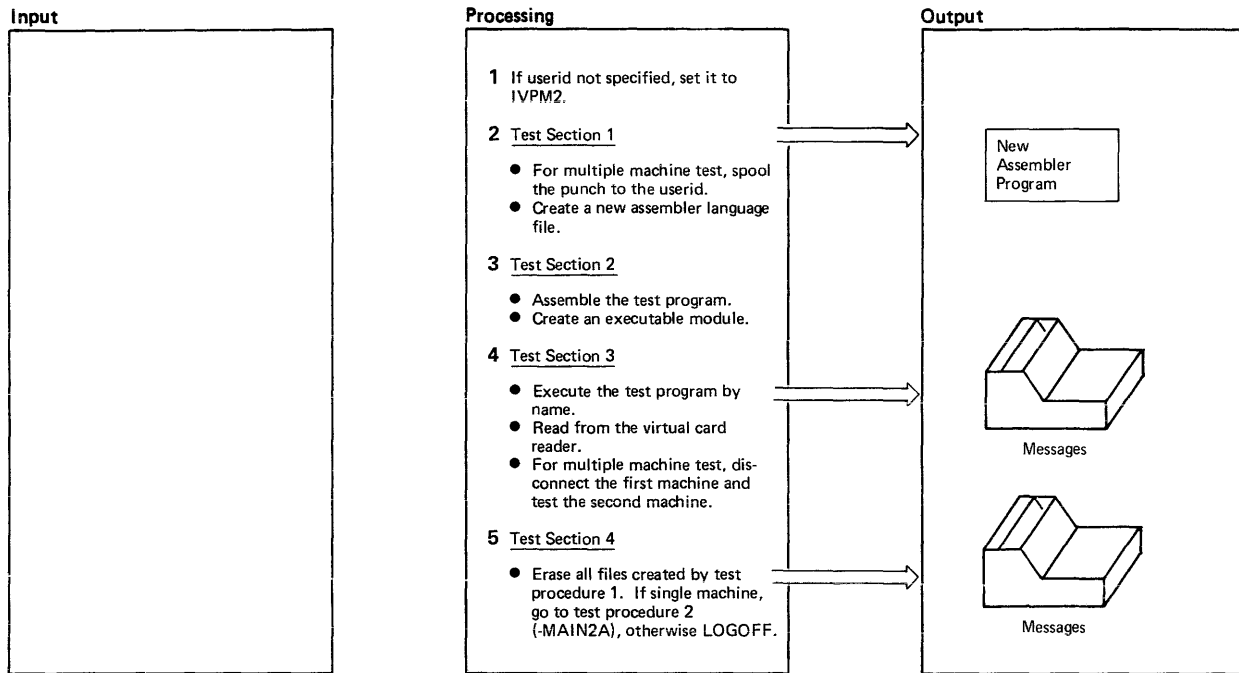 Input
Processing
Output
1 If userid not specified, set it to
IVPM2.
2 Test Section 1
● For multiple machine test, spool
the punch to the userid.
● Create a new assembler language
file.
3 Test Section 2
● Assemble the test program.
● Create an executable module.
4 Test Section 3
● Execute the test program by
name.
● Read from the virtual card
reader.
● For multiple machine test, dis-
connect the first machine and
test the second machine.
5 Test Section 4
● Erase all files created by test
procedure 1. If single machine,
go to test procedure 2
(-MAIN2A), otherwise LOGOFF.
New
Assembler
Program
Messages
Messages